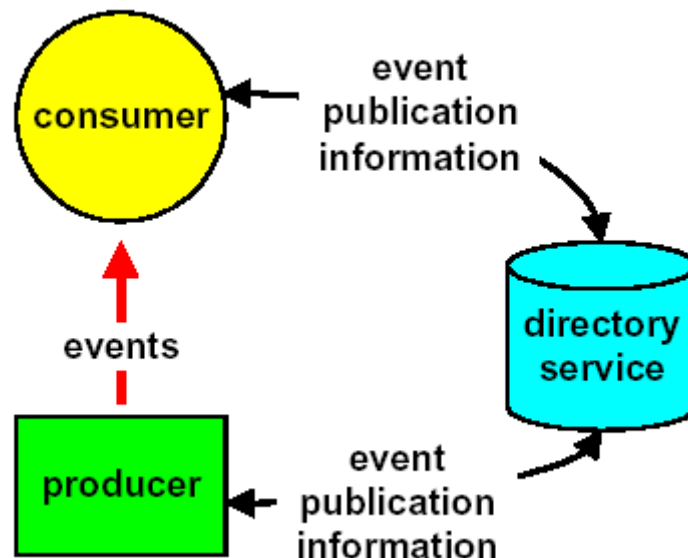 event
publication
information
consumer
directory
service
events
producer
event
publication
information